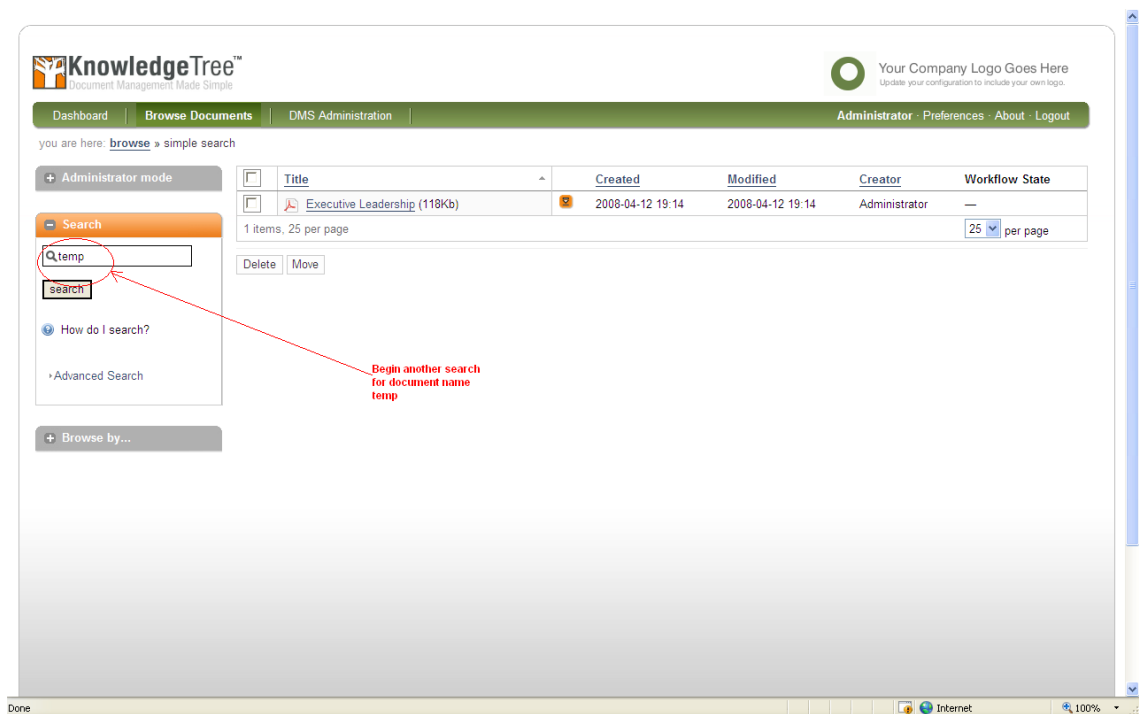 KnowledgeTree™
Document Management Made Simple
Your Company Logo Goes Here
Update your configuration to include your own logo.
Dashboard Browse Documents DMS Administration Administrator · Preferences · About · Logout
you are here: browse » simple search
Administrator mode
Title Created Modified Creator Workflow State
Executive Leadership (118Kb) 2008-04-12 19:14 2008-04-12 19:14 Administrator —
1 items, 25 per page 25 per page
Search
temp
Delete Move
search
How do I search?
Advanced Search
Begin another search
for document name
temp
Browse by...
Done Internet 100%